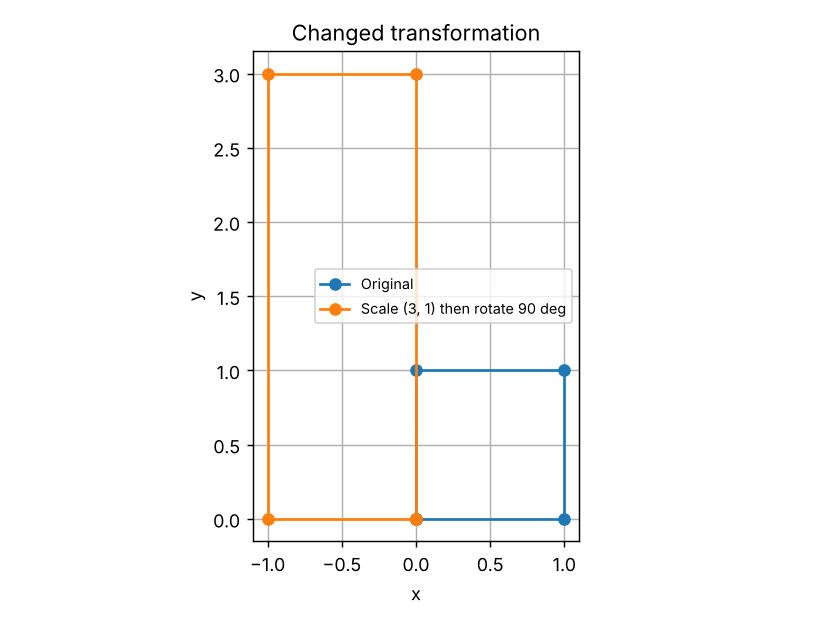 Changed transformation
3.0
2.5
2.0
1.5
1.0
0.5
0.0
y
Original
Scale (3, 1) then rotate 90 deg
−1.0 −0.5 0.0 0.5 1.0
x